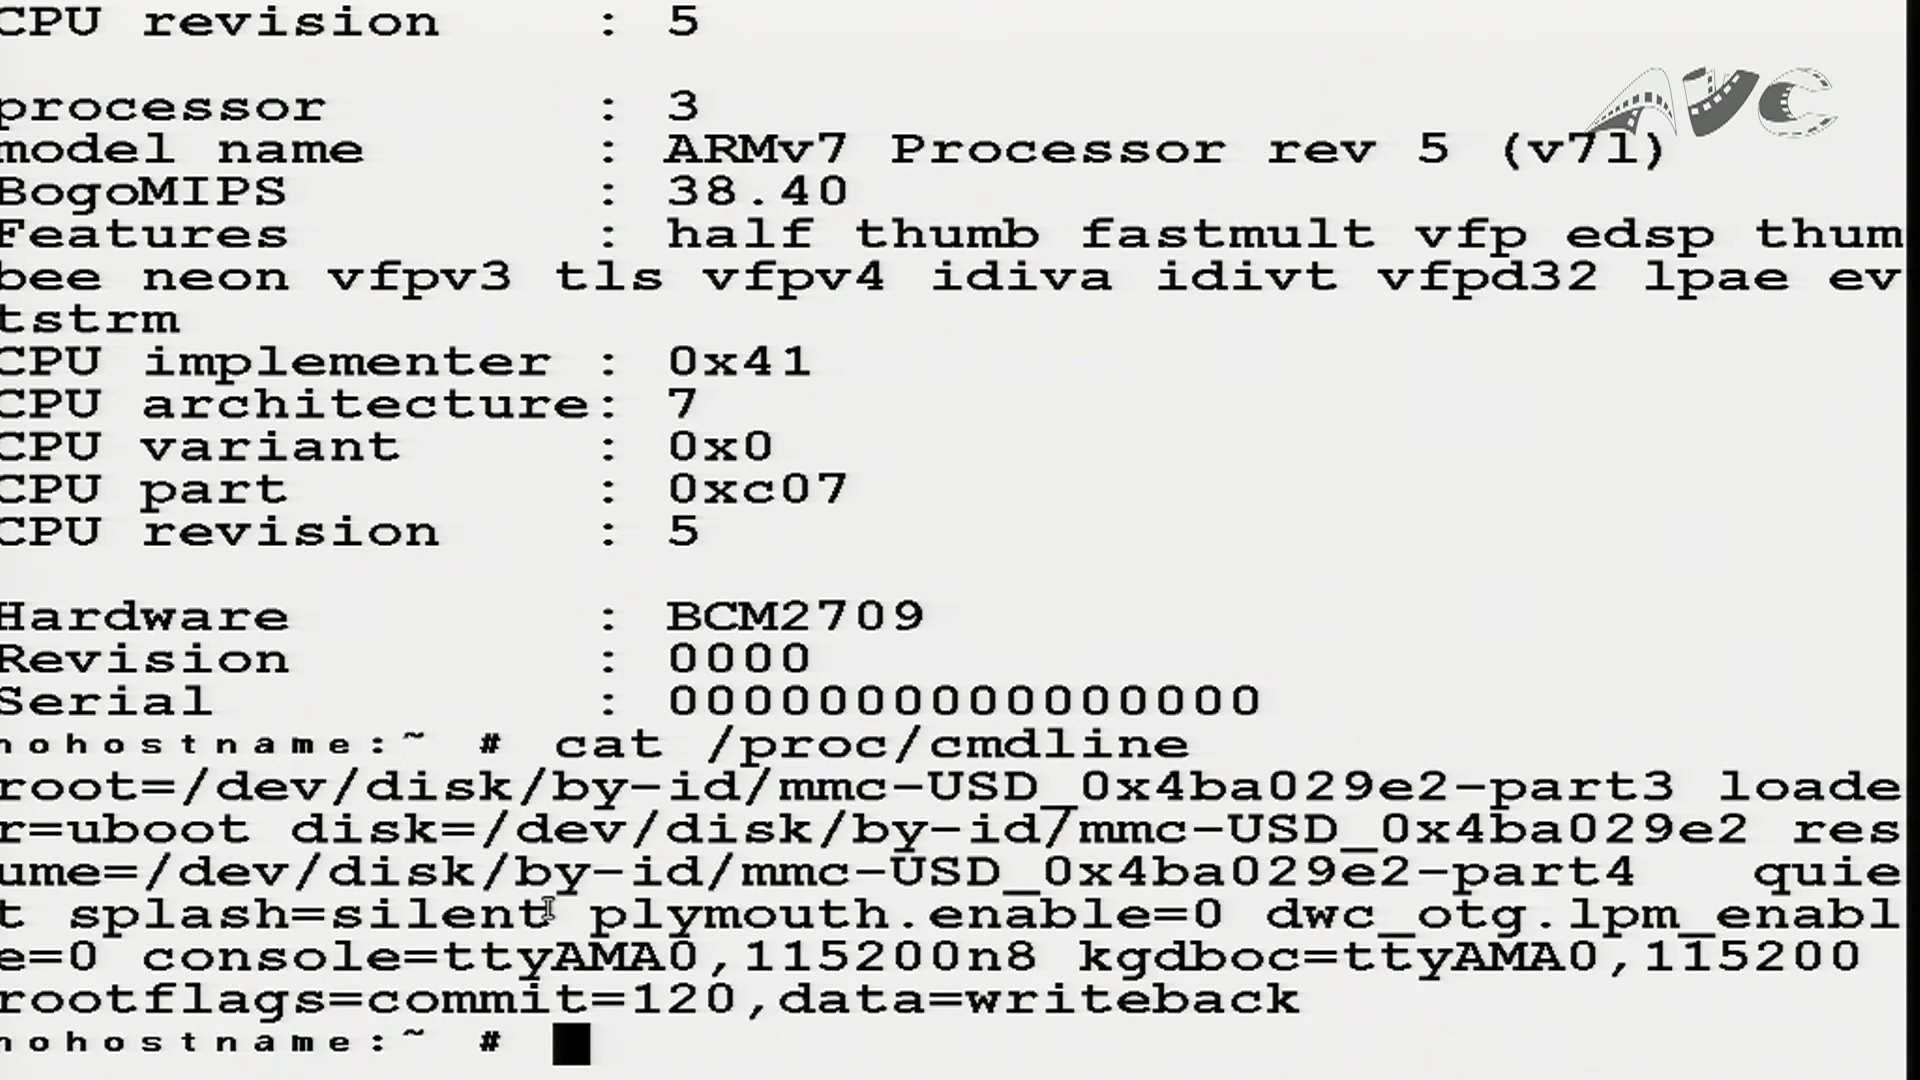 CPU revision : 5
AVC
processor : 3
model name : ARMv7 Processor rev 5 (v7l)
BogoMIPS : 38.40
Features : half thumb fastmult vfp edsp thum
bee neon vfpv3 tls vfpv4 idiva idivt vfpd32 lpae ev
tstrm
CPU implementer : 0x41
CPU architecture: 7
CPU variant : 0x0
CPU part : 0xc07
CPU revision : 5
Hardware : BCM2709
Revision : 0000
Serial : 0000000000000000
nohostname:~ # cat /proc/cmdline
root=/dev/disk/by-id/mmc-USD_0x4ba029e2-part3 loade
r=uboot disk=/dev/disk/by-id/mmc-USD_0x4ba029e2 res
ume=/dev/disk/by-id/mmc-USD_0x4ba029e2-part4 quie
t splash=silent plymouth.enable=0 dwc_otg.lpm_enabl
e=0 console=ttyAMA0,115200n8 kgdboc=ttyAMA0,115200
rootflags=commit=120,data=writeback
nohostname:~ #